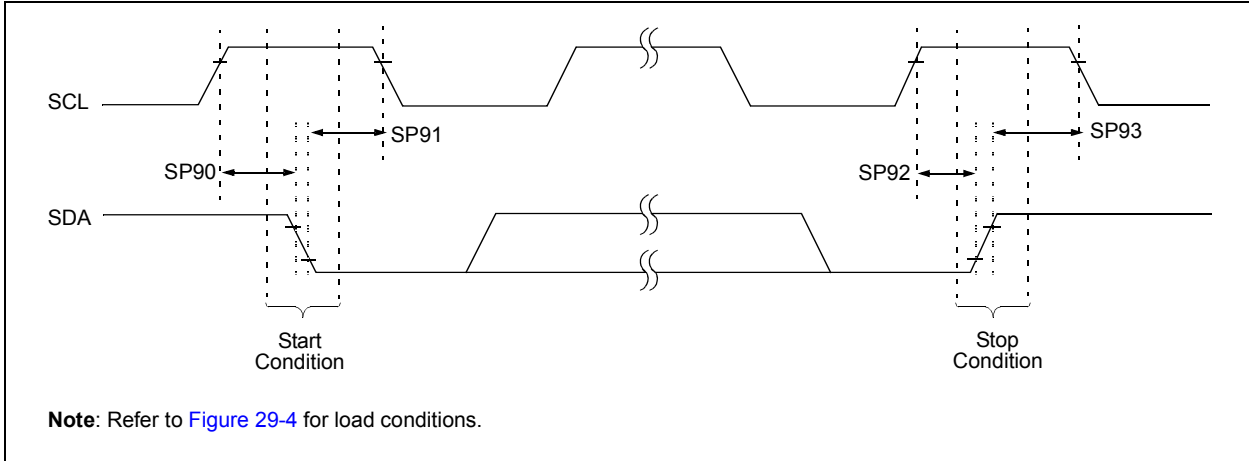 SCL
SP91
SP93
SP90
SP92
SDA
Start
Condition
Stop
Condition
Note: Refer to Figure 29-4 for load conditions.